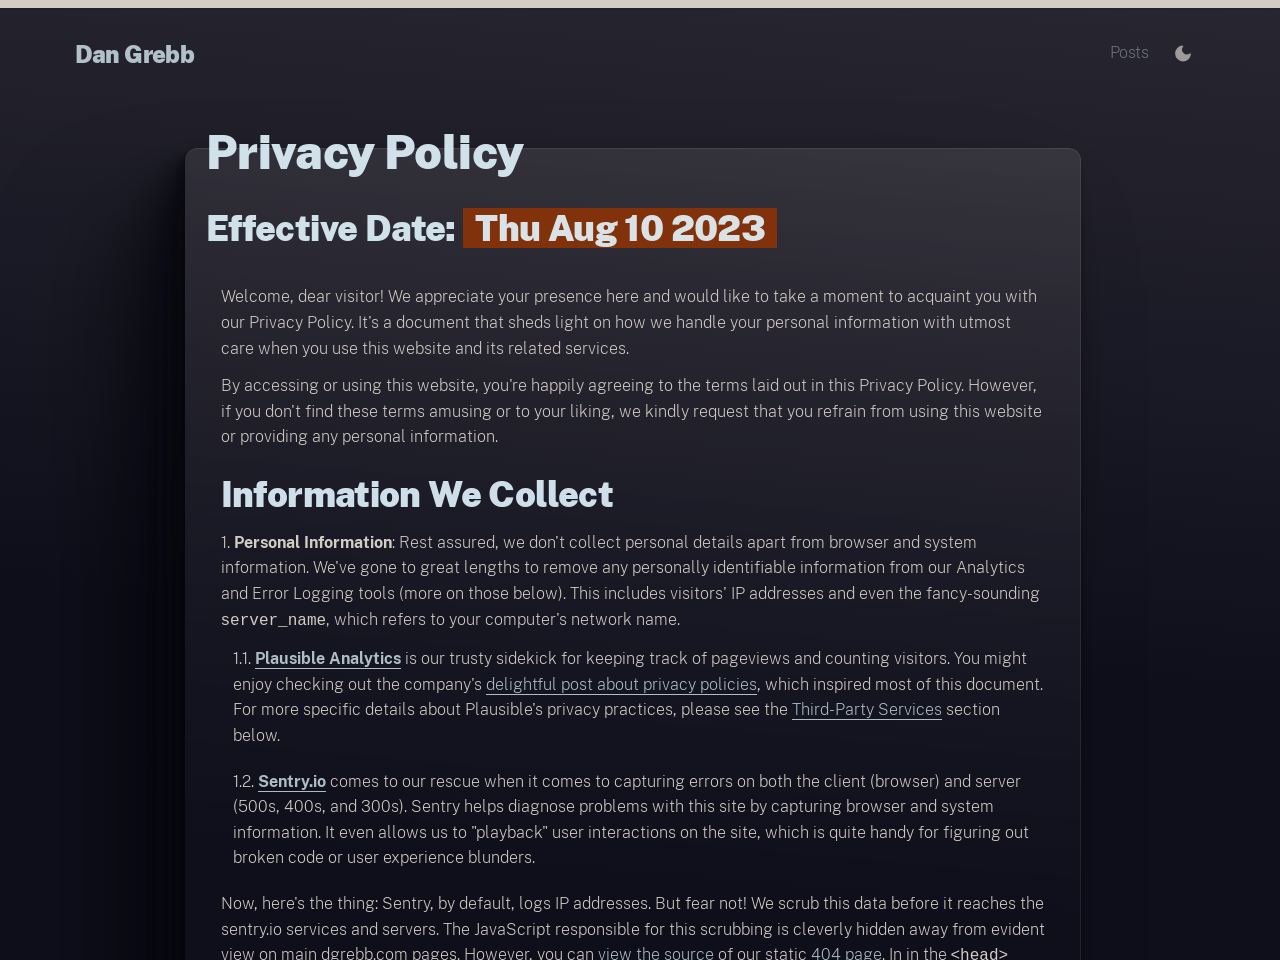 Dan Grebb
Posts
Privacy Policy
Effective Date: Thu Aug 10 2023
Welcome, dear visitor! We appreciate your presence here and would like to take a moment to acquaint you with
our Privacy Policy. It's a document that sheds light on how we handle your personal information with utmost
care when you use this website and its related services.
By accessing or using this website, you're happily agreeing to the terms laid out in this Privacy Policy. However,
if you don't find these terms amusing or to your liking, we kindly request that you refrain from using this website
or providing any personal information.
Information We Collect
1. Personal Information: Rest assured, we don't collect personal details apart from browser and system
information. We've gone to great lengths to remove any personally identifiable information from our Analytics
and Error Logging tools (more on those below). This includes visitors' IP addresses and even the fancy-sounding
server_name, which refers to your computer's network name.
1.1. Plausible Analytics is our trusty sidekick for keeping track of pageviews and counting visitors. You might
enjoy checking out the company's delightful post about privacy policies, which inspired most of this document.
For more specific details about Plausible's privacy practices, please see the Third-Party Services section
below.
1.2. Sentry.io comes to our rescue when it comes to capturing errors on both the client (browser) and server
(500s, 400s, and 300s). Sentry helps diagnose problems with this site by capturing browser and system
information. It even allows us to "playback" user interactions on the site, which is quite handy for figuring out
broken code or user experience blunders.
Now, here's the thing: Sentry, by default, logs IP addresses. But fear not! We scrub this data before it reaches the
sentry.io services and servers. The JavaScript responsible for this scrubbing is cleverly hidden away from evident
view on main dgrebb.com pages. However, you can view the source of our static 404 page. In in the <head>